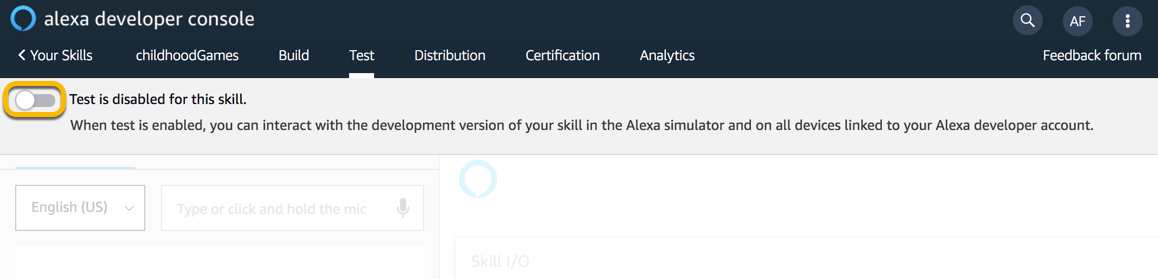 alexa developer console
AF
Your Skills childhoodGames Build Test Distribution Certification Analytics Feedback forum
Test is disabled for this skill.
When test is enabled, you can interact with the development version of your skill in the Alexa simulator and on all devices linked to your Alexa developer account.
English (US) Type or click and hold the mic
Skill I/O